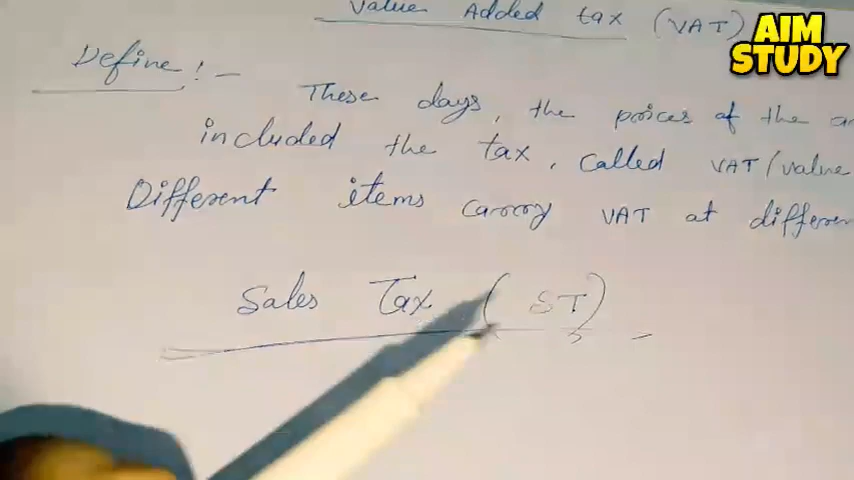 Value Added tax (VAT)
AIM
STUDY
Define :-
These days, the prices of the
included the tax, called VAT/value
Different items carry VAT at
Sales Tax (ST)